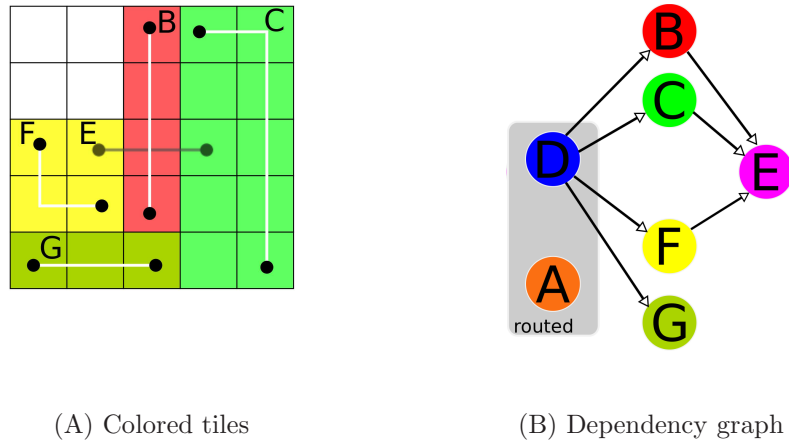 B
C
F
E
G
B
C
D
E
F
A
G
routed
(A) Colored tiles
(B) Dependency graph